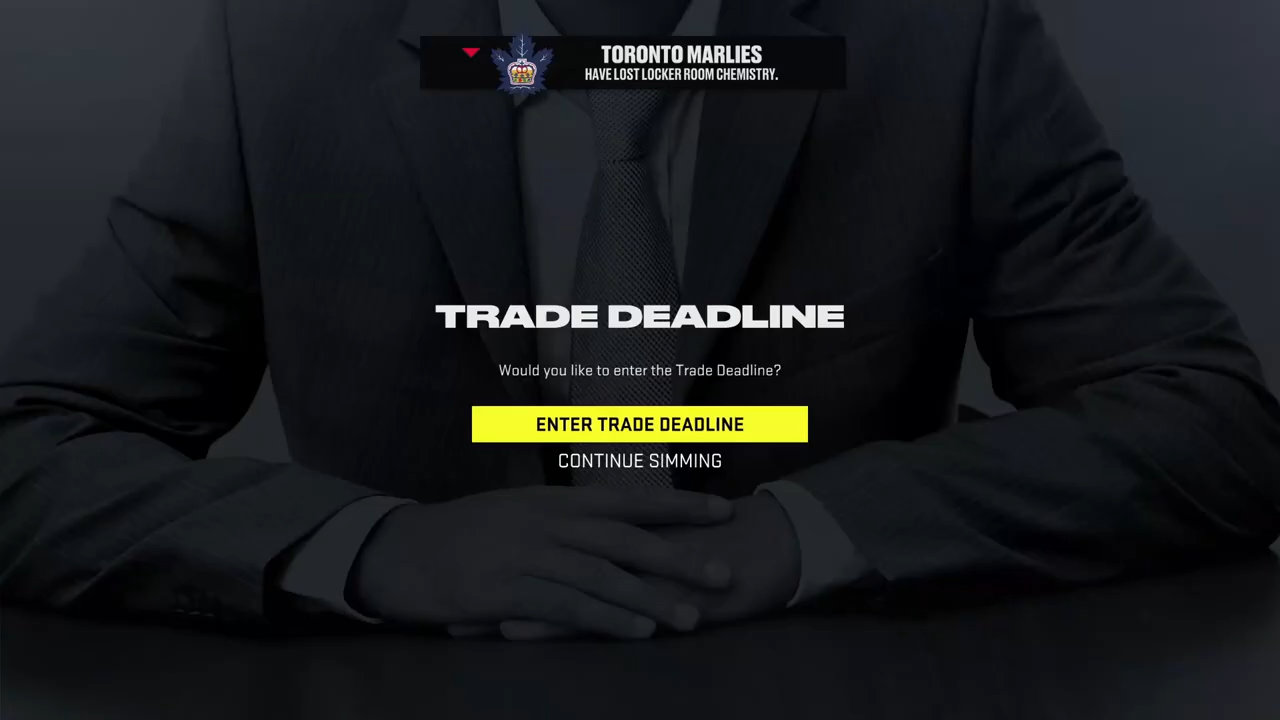 TORONTO MARLIES
HAVE LOST LOCKER ROOM CHEMISTRY.
TRADE DEADLINE
Would you like to enter the Trade Deadline?
ENTER TRADE DEADLINE
CONTINUE SIMMING